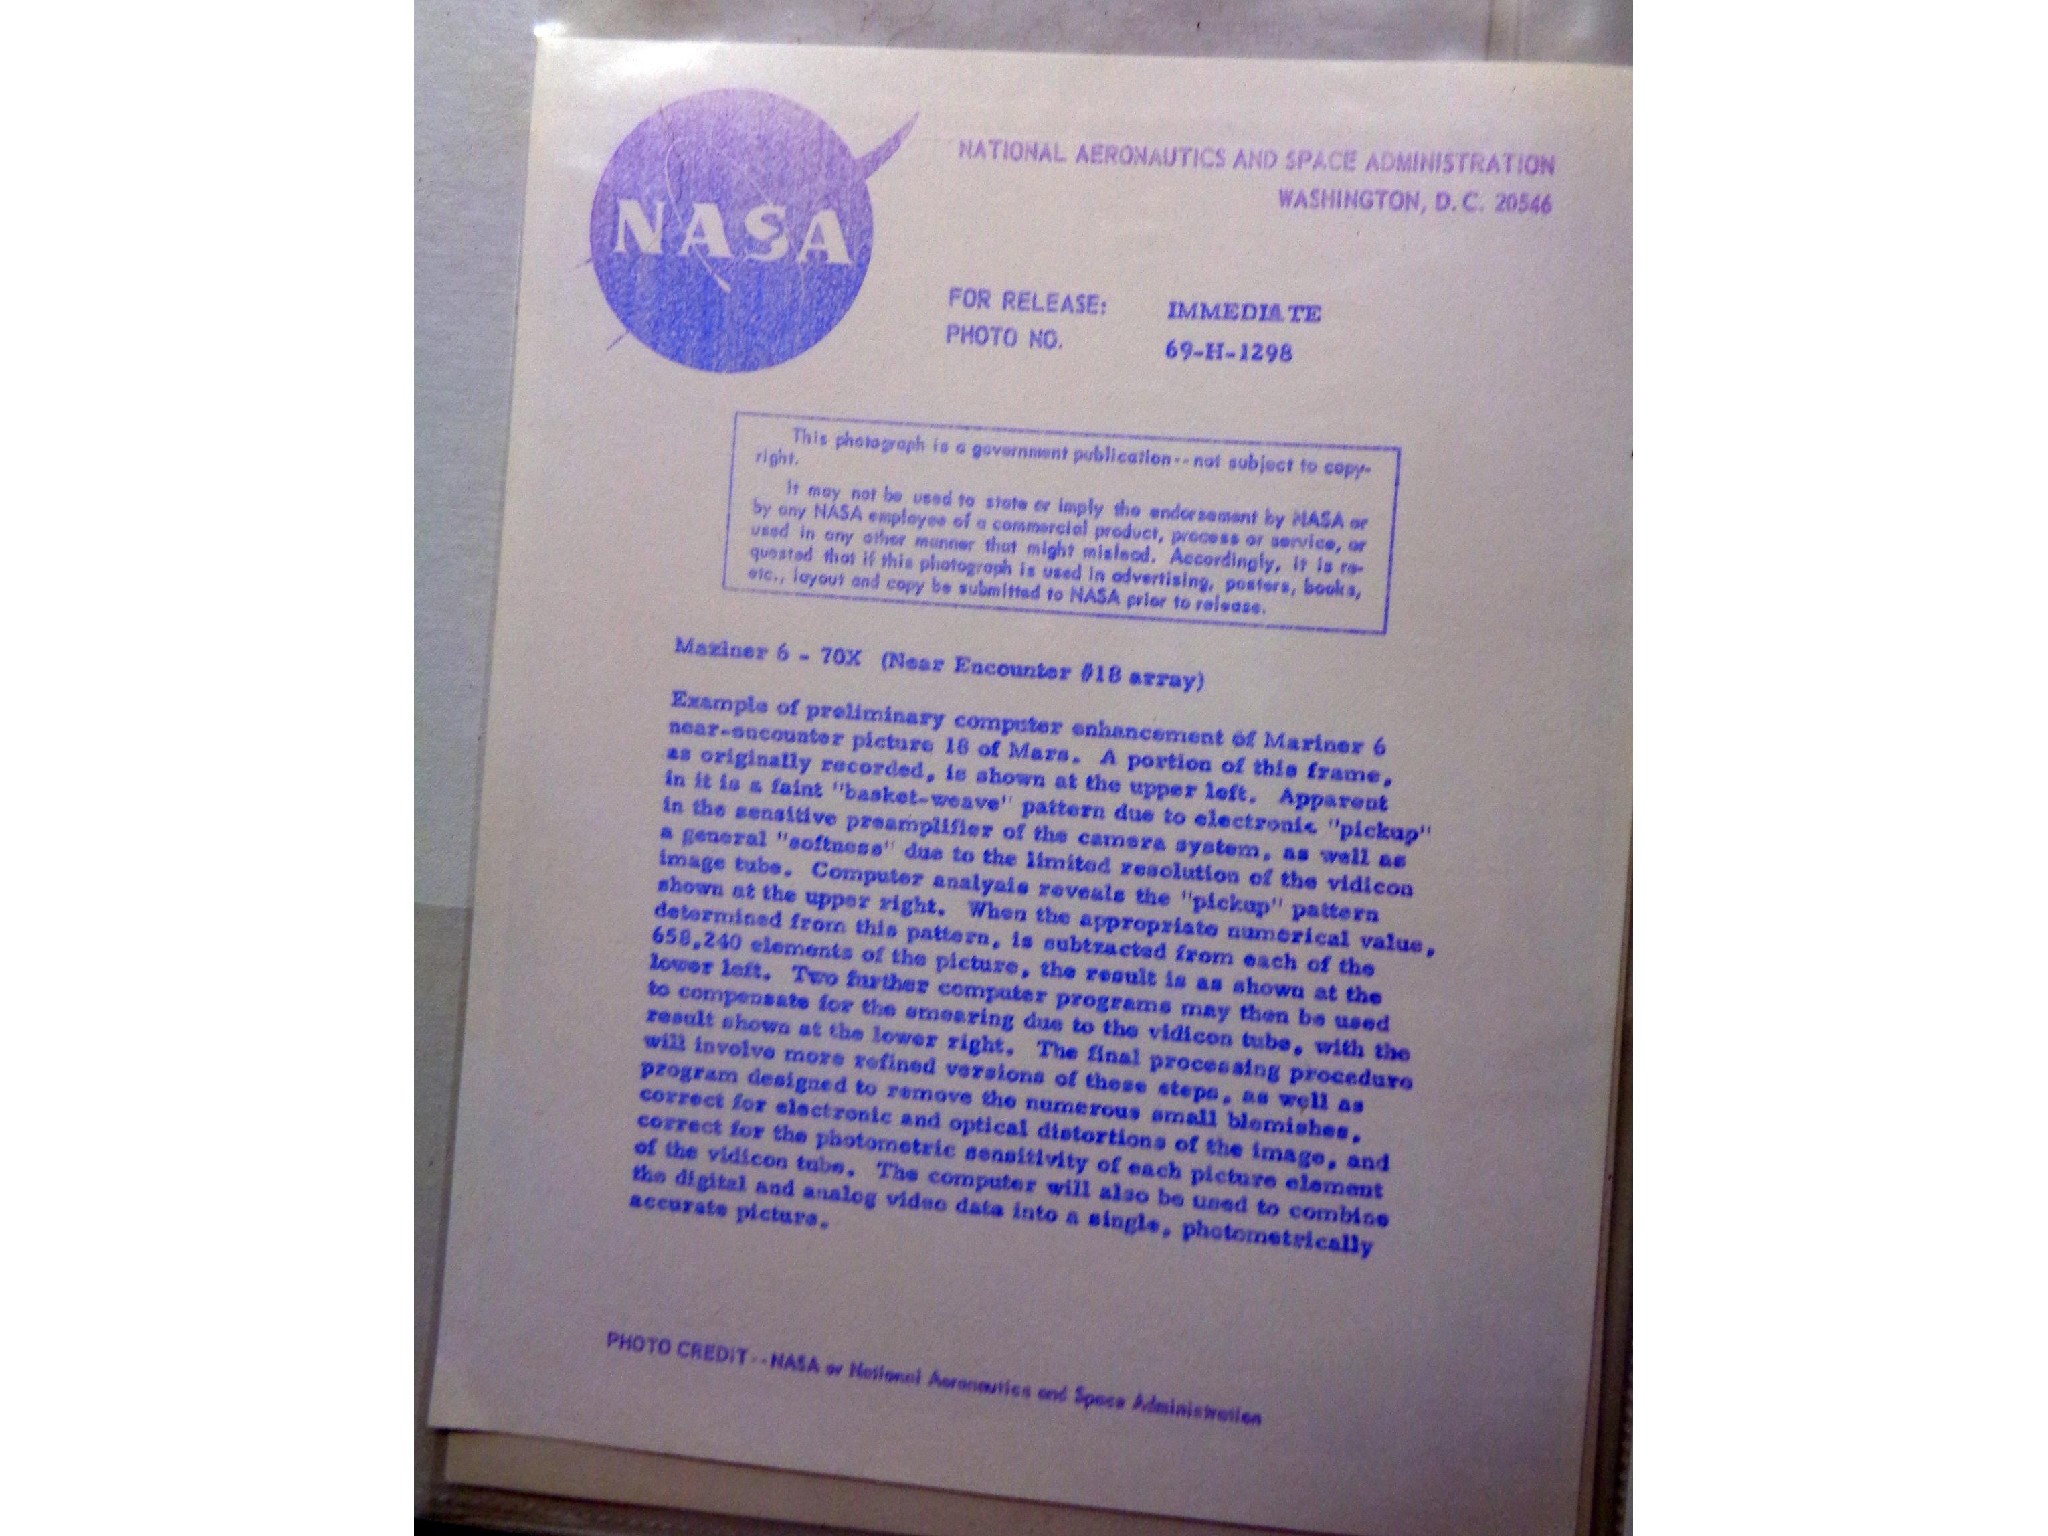 NASA
NATIONAL AERONAUTICS AND SPACE ADMINISTRATION
WASHINGTON, D.C. 20546
FOR RELEASE: IMMEDIATE
PHOTO NO. 69-H-1298
This photograph is a government publication--not subject to copy-
right.
It may not be used to state or imply the endorsement by NASA or
by any NASA employee of a commercial product, process or service, or
used in any other manner that might mislead. Accordingly, it is re-
quested that if this photograph is used in advertising, posters, books,
etc., layout and copy be submitted to NASA prior to release.
Mariner 6 - 70X (Near Encounter #18 array)
Example of preliminary computer enhancement of Mariner 6
near-encounter picture 18 of Mars. A portion of this frame,
as originally recorded, is shown at the upper left. Apparent
in it is a faint "basket-weave" pattern due to electronic "pickup"
in the sensitive preamplifier of the camera system, as well as
a general "softness" due to the limited resolution of the vidicon
image tube. Computer analysis reveals the "pickup" pattern
shown at the upper right. When the appropriate numerical value,
determined from this pattern, is subtracted from each of the
658,240 elements of the picture, the result is as shown at the
lower left. Two further computer programs may then be used
to compensate for the smearing due to the vidicon tube, with the
result shown at the lower right. The final processing procedure
will involve more refined versions of these steps, as well as
program designed to remove the numerous small blemishes,
correct for electronic and optical distortions of the image, and
correct for the photometric sensitivity of each picture element
of the vidicon tube. The computer will also be used to combine
the digital and analog video data into a single, photometrically
accurate picture.
PHOTO CREDIT--NASA or National Aeronautics and Space Administration